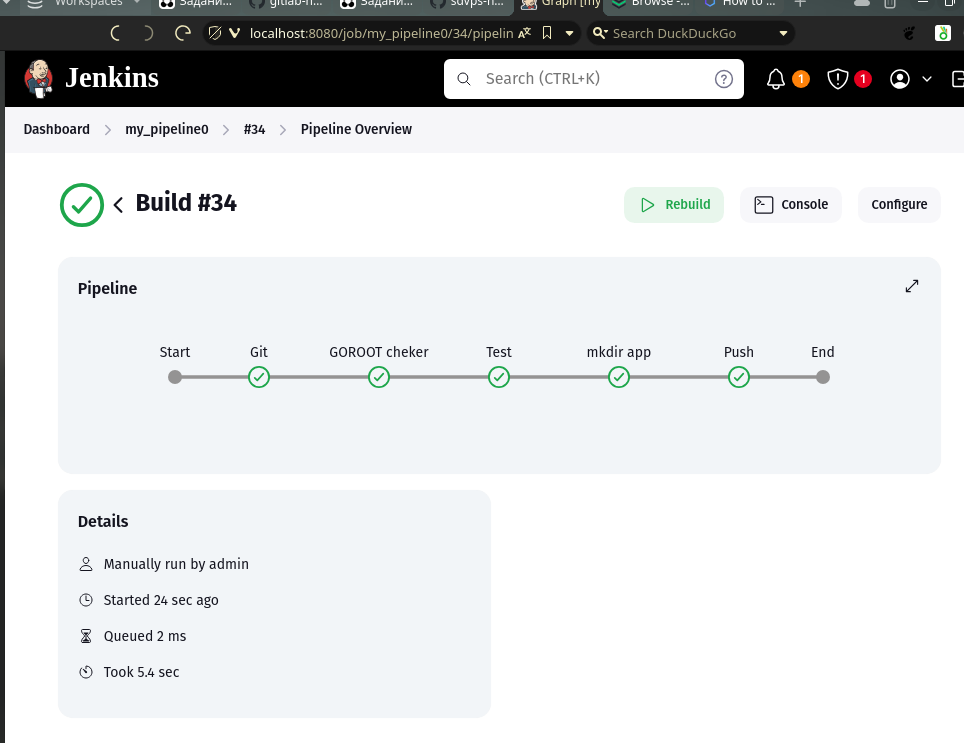 Workspaces Задани... gitlab-h... Задани... sdvps-h... Graph [my Browse -... How to ...
localhost:8080/job/my_pipeline0/34/pipelin Search DuckDuckGo
Jenkins Search (CTRL+K) ? 1 1
Dashboard my_pipeline0 #34 Pipeline Overview
Build #34 Rebuild Console Configure
Pipeline
Start Git GOROOT cheker Test mkdir app Push End
Details
Manually run by admin
Started 24 sec ago
Queued 2 ms
Took 5.4 sec